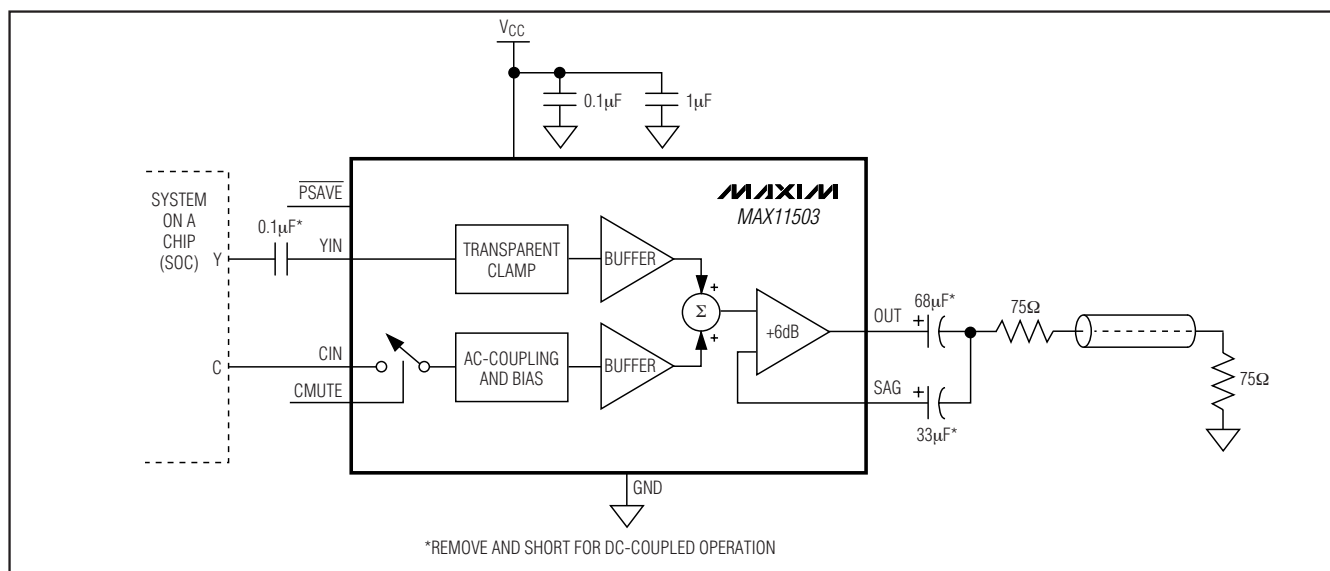 VCC
0.1µF
1µF
SYSTEM
ON A
CHIP
(SOC)
Y
C
0.1µF*
PSAVE
YIN
CIN
CMUTE
MAXIM
MAX11503
TRANSPARENT
CLAMP
BUFFER
AC-COUPLING
AND BIAS
BUFFER
+
Σ
+
+6dB
OUT
SAG
68µF*
+
33µF*
+
75Ω
75Ω
GND
*REMOVE AND SHORT FOR DC-COUPLED OPERATION